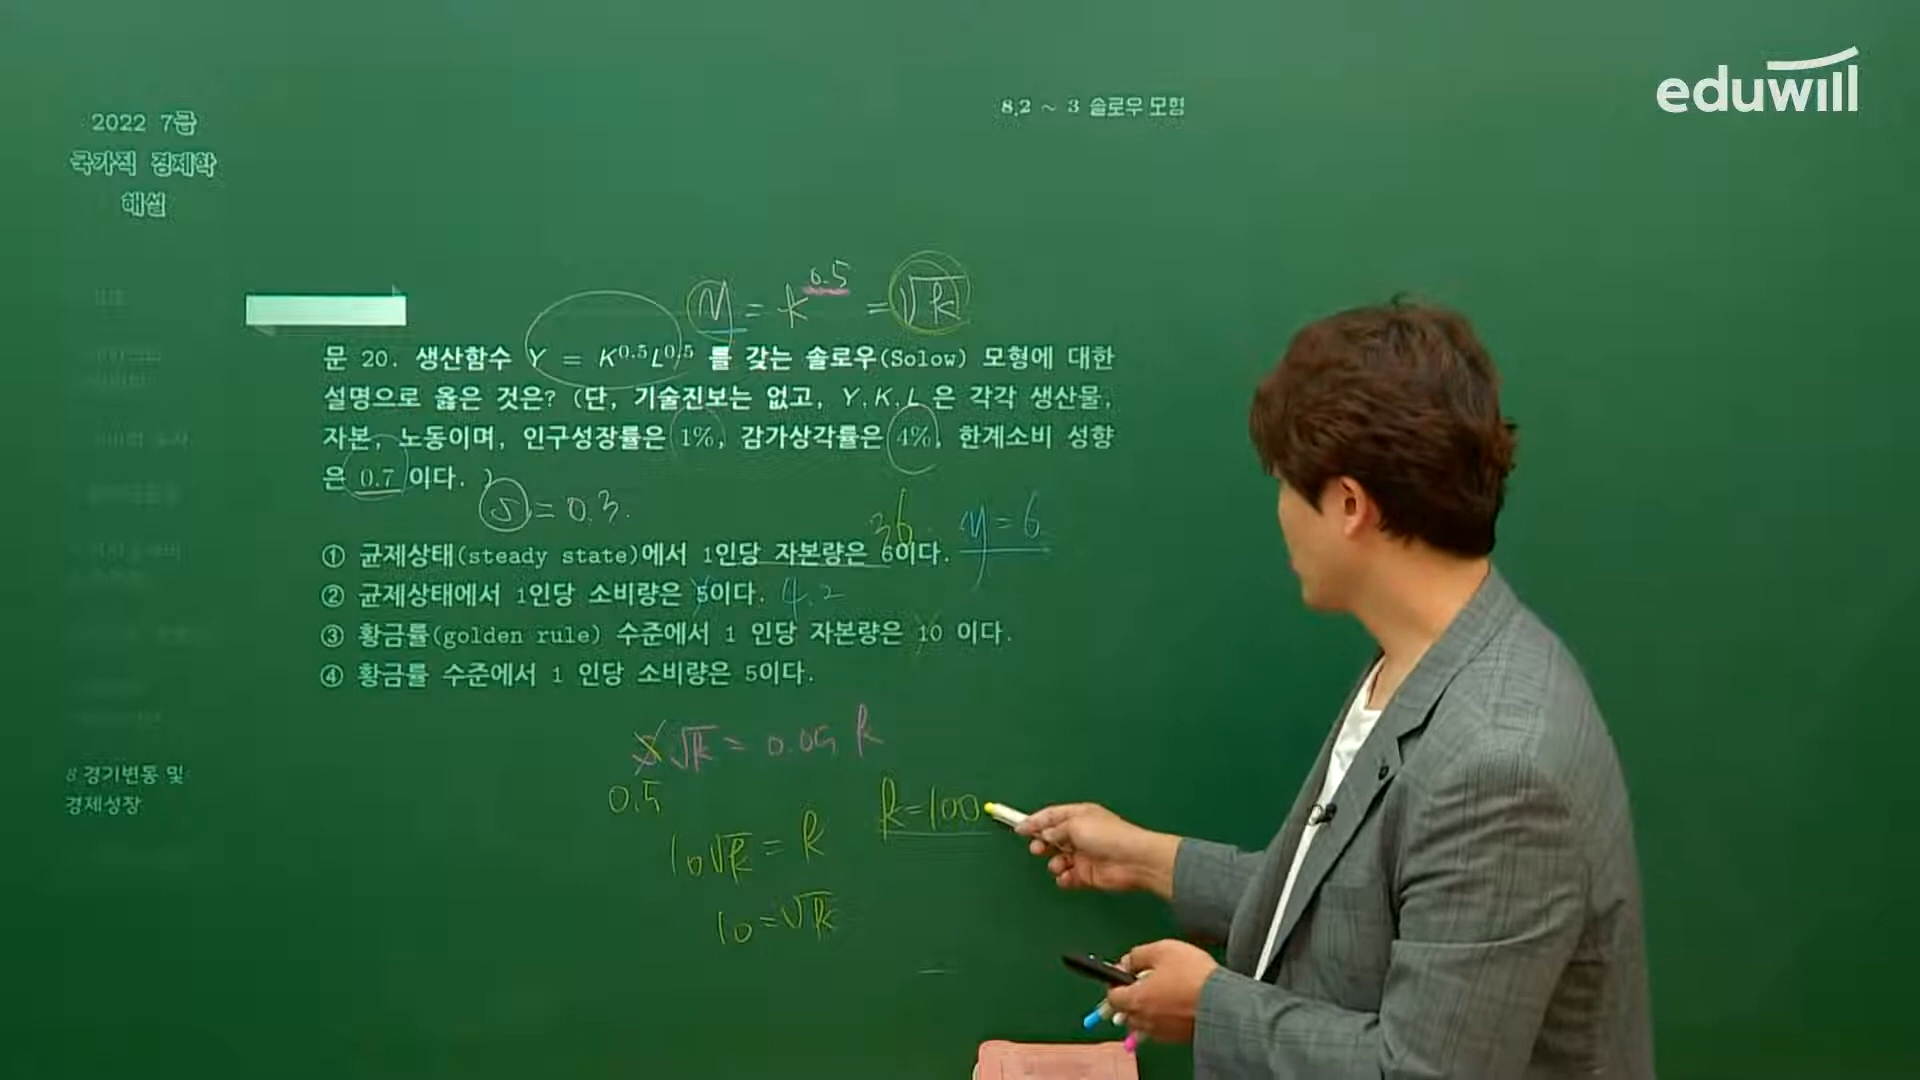 eduwill
8.2 ~ 3 솔로우 모형
2022 7급
국가직 경제학
해설
y = k^0.5 = √k
문 20. 생산함수 Y = K^0.5L^0.5 를 갖는 솔로우(Solow) 모형에 대한
설명으로 옳은 것은? (단, 기술진보는 없고, Y, K, L 은 각각 생산물,
자본, 노동이며, 인구성장률은 1%, 감가상각률은 4%, 한계소비 성향
은 0.7 이다. )
s = 0.3.
36. y = 6
① 균제상태(steady state)에서 1인당 자본량은 6이다.
② 균제상태에서 1인당 소비량은 5이다. 4.2
③ 황금률(golden rule) 수준에서 1 인당 자본량은 10 이다.
④ 황금률 수준에서 1 인당 소비량은 5이다.
√k = 0.05 k
0.5
k=100
10√k = k
10 = √k
8 경기변동 및
경제성장